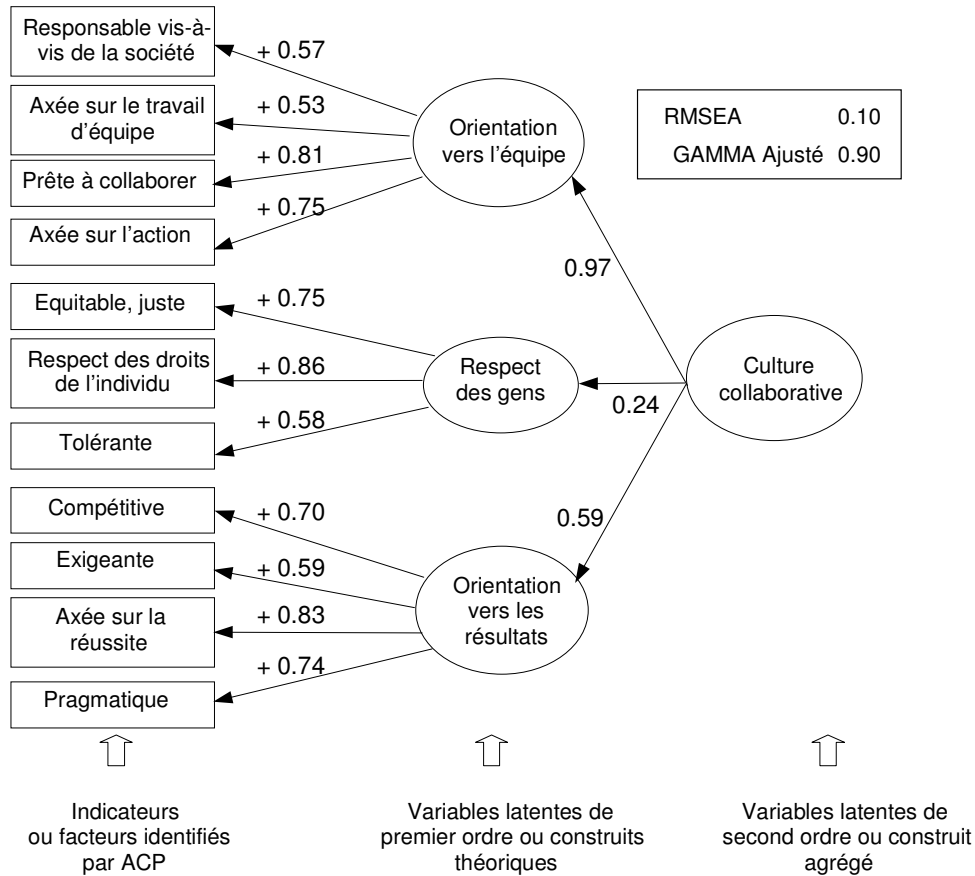 Responsable vis-à-
vis de la société
+ 0.57
Axée sur le travail
d'équipe
+ 0.53
Prête à collaborer
+ 0.81
Axée sur l'action
+ 0.75
Orientation
vers l'équipe
RMSEA 0.10
GAMMA Ajusté 0.90
0.97
Equitable, juste
+ 0.75
Respect des droits
de l'individu
+ 0.86
Tolérante
+ 0.58
Respect
des gens
0.24
Culture
collaborative
Compétitive
+ 0.70
Exigeante
+ 0.59
Axée sur la
réussite
+ 0.83
Pragmatique
+ 0.74
Orientation
vers les
résultats
0.59
Indicateurs
ou facteurs identifiés
par ACP
Variables latentes de
premier ordre ou construits
théoriques
Variables latentes de
second ordre ou construit
agrégé